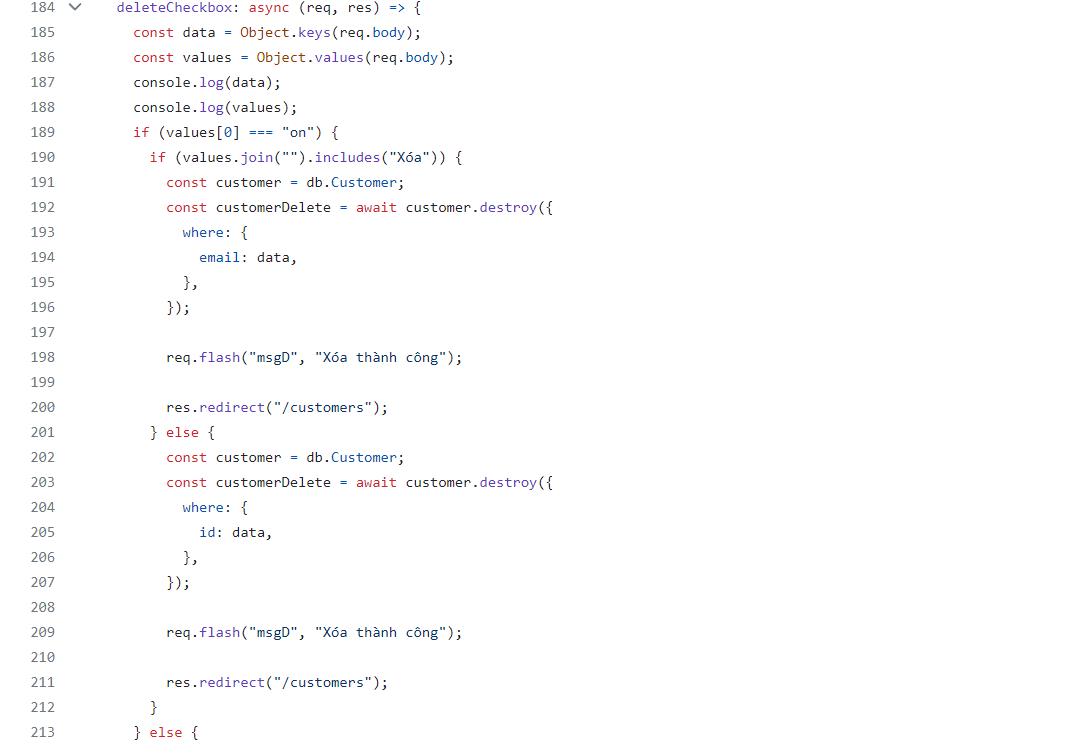 184 deleteCheckbox: async (req, res) => {
185 const data = Object.keys(req.body);
186 const values = Object.values(req.body);
187 console.log(data);
188 console.log(values);
189 if (values[0] === "on") {
190 if (values.join("").includes("Xóa")) {
191 const customer = db.Customer;
192 const customerDelete = await customer.destroy({
193 where: {
194 email: data,
195 },
196 });
197
198 req.flash("msgD", "Xóa thành công");
199
200 res.redirect("/customers");
201 } else {
202 const customer = db.Customer;
203 const customerDelete = await customer.destroy({
204 where: {
205 id: data,
206 },
207 });
208
209 req.flash("msgD", "Xóa thành công");
210
211 res.redirect("/customers");
212 }
213 } else {